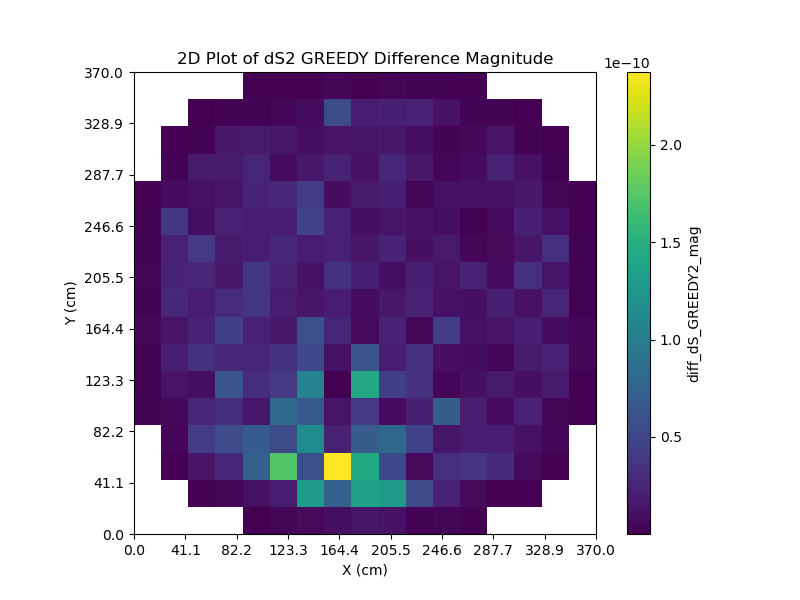 2D Plot of dS2 GREEDY Difference Magnitude
1e−10
370.0
328.9
287.7
246.6
205.5
164.4
123.3
82.2
41.1
0.0
Y (cm)
0.0 41.1 82.2 123.3 164.4 205.5 246.6 287.7 328.9 370.0
X (cm)
2.0
1.5
1.0
0.5
diff_dS_GREEDY2_mag